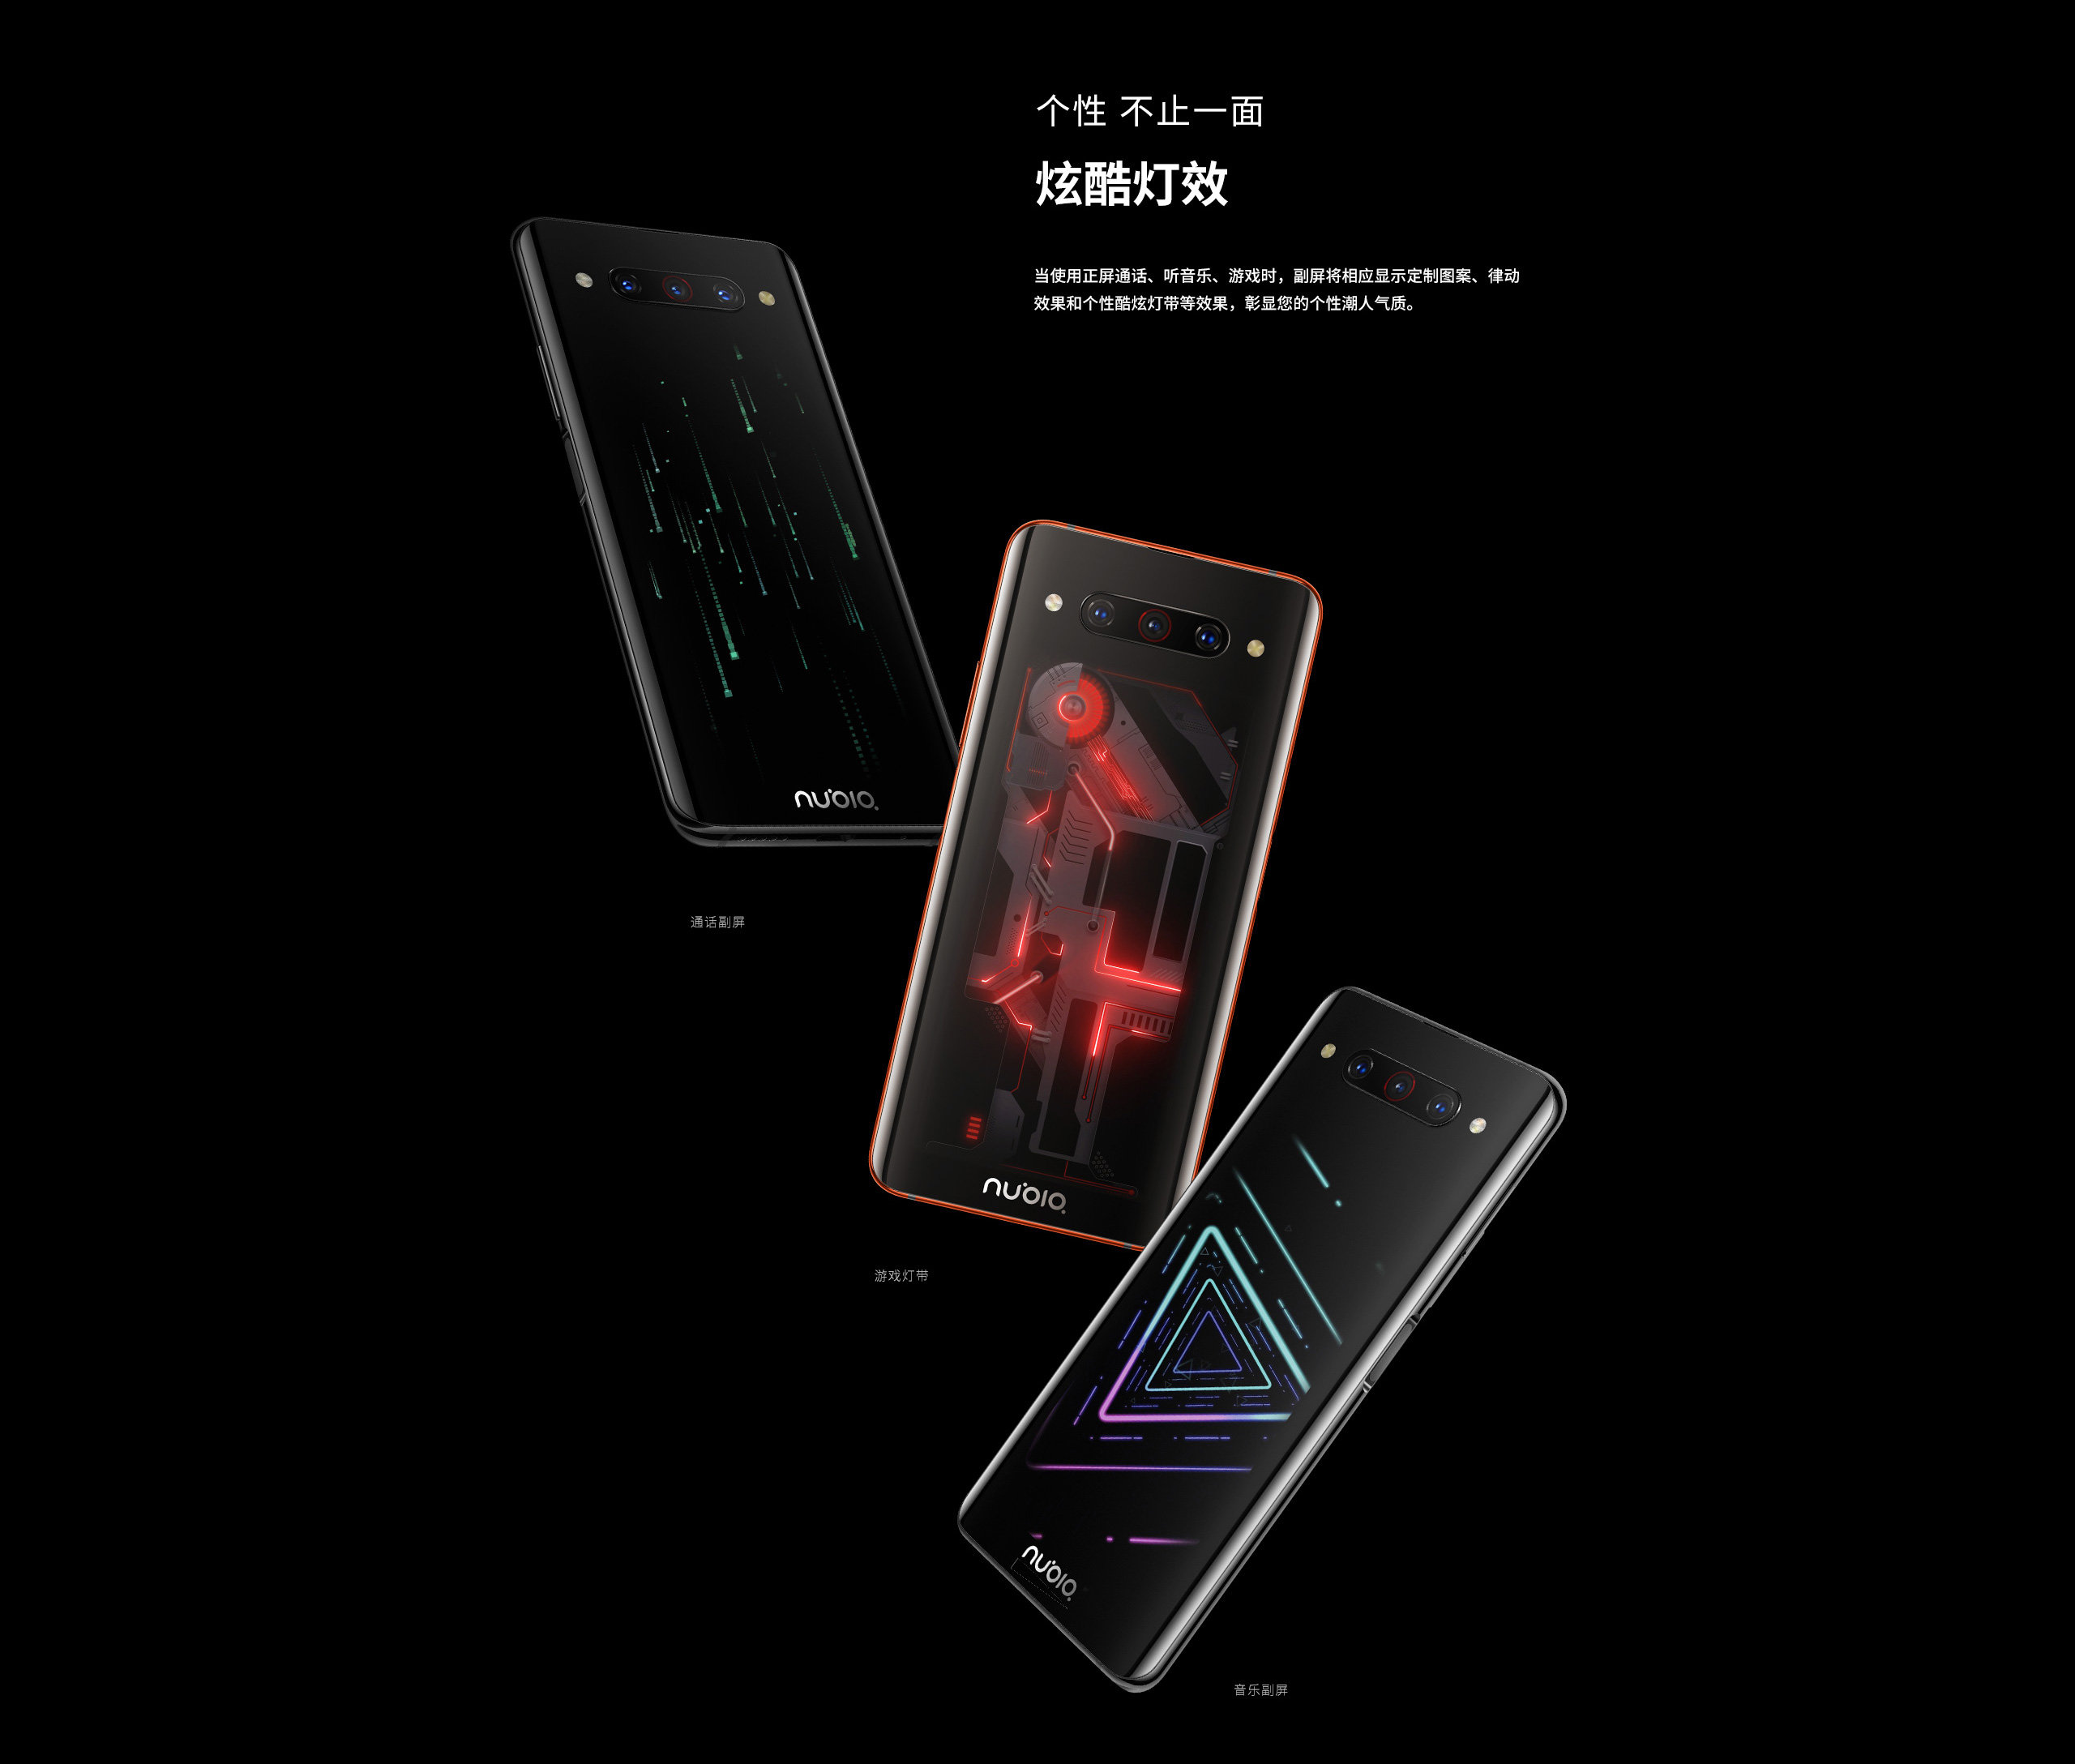 个性 不止一面
炫酷灯效
当使用正屏通话、听音乐、游戏时，副屏将相应显示定制图案、律动
效果和个性酷炫灯带等效果，彰显您的个性潮人气质。
nubia
通话副屏
nubia
游戏灯带
nubia
音乐副屏